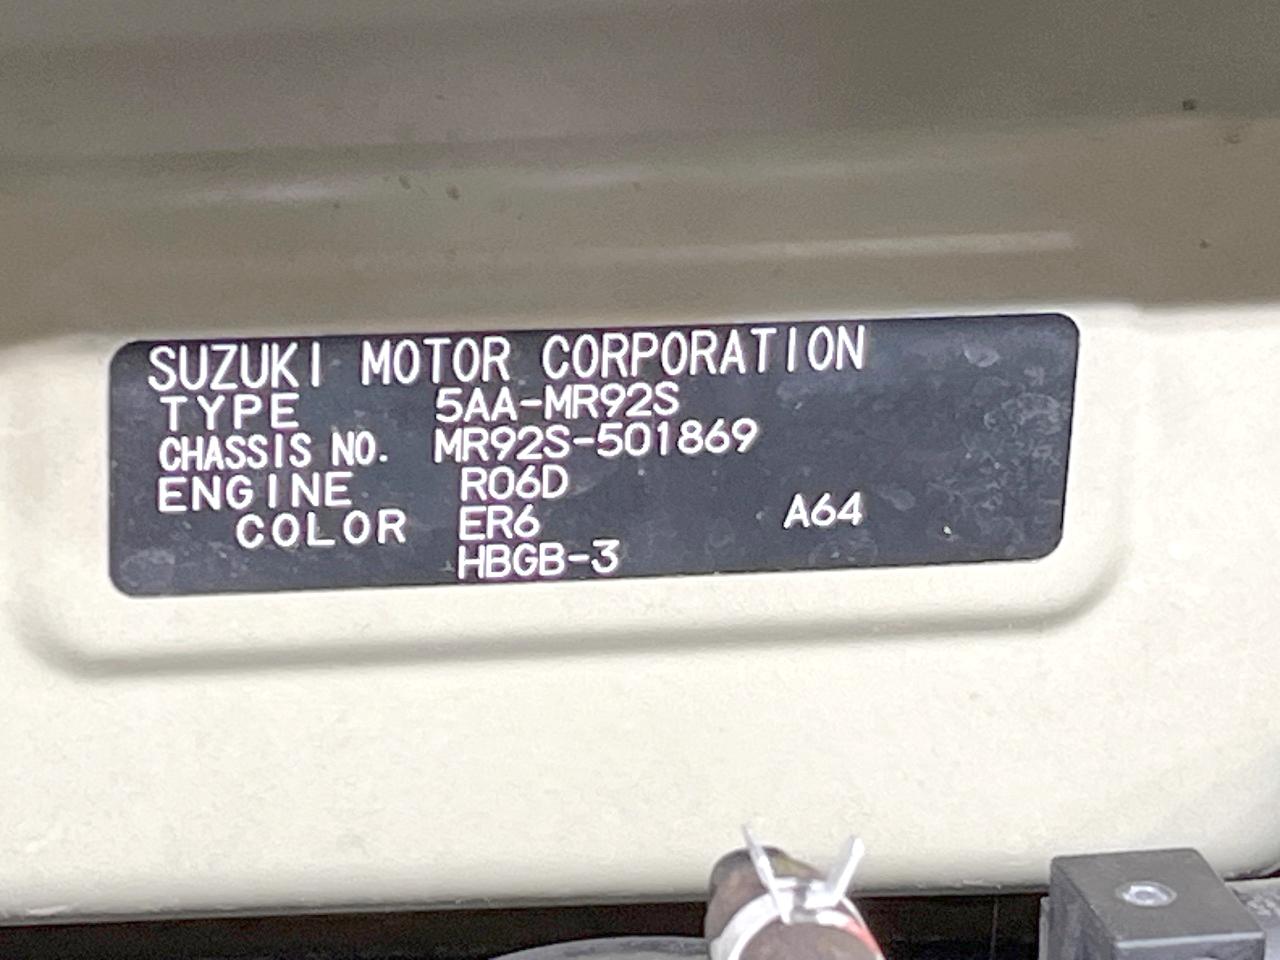 SUZUKI MOTOR CORPORATION
TYPE 5AA-MR92S
CHASSIS NO. MR92S-501869
ENGINE R06D
COLOR ER6 A64
HBGB-3